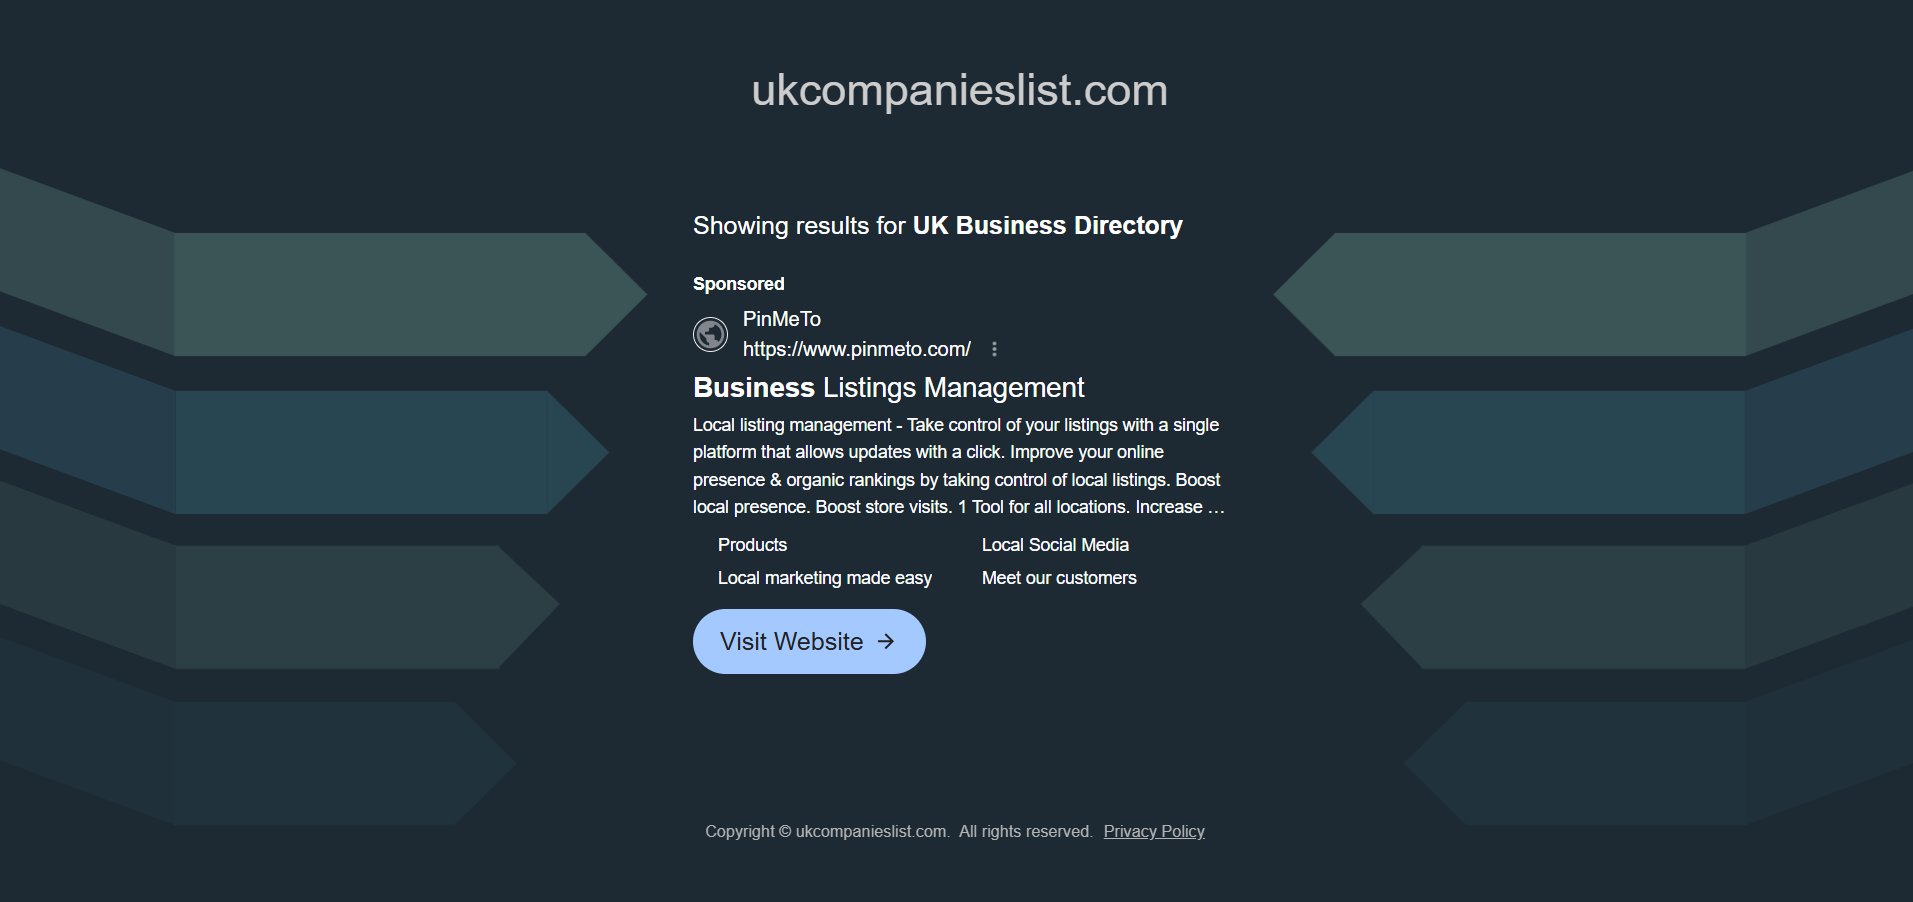 ukcompanieslist.com
Showing results for UK Business Directory
Sponsored
PinMeTo
https://www.pinmeto.com/
Business Listings Management
Local listing management - Take control of your listings with a single
platform that allows updates with a click. Improve your online
presence & organic rankings by taking control of local listings. Boost
local presence. Boost store visits. 1 Tool for all locations. Increase …
Products
Local Social Media
Local marketing made easy
Meet our customers
Visit Website
Copyright © ukcompanieslist.com. All rights reserved. Privacy Policy